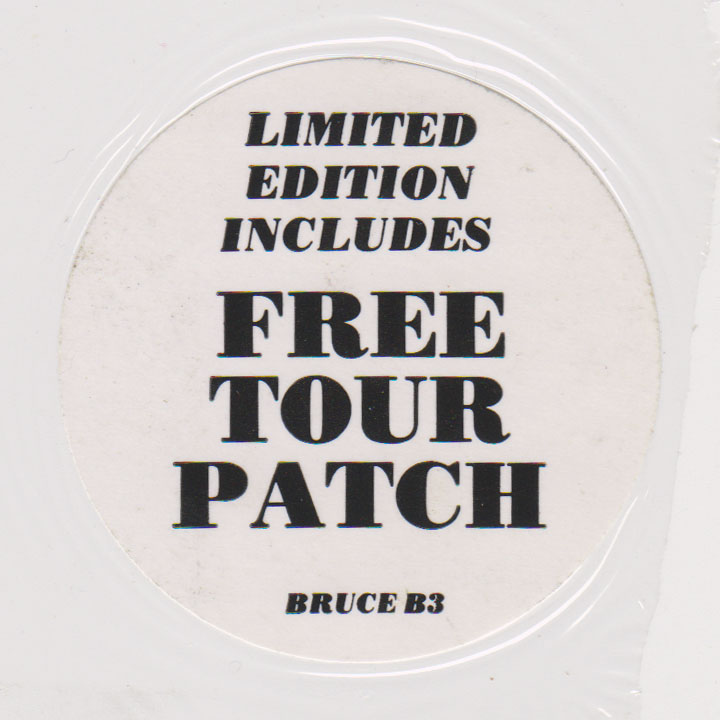 LIMITED
EDITION
INCLUDES
FREE
TOUR
PATCH
BRUCE B3